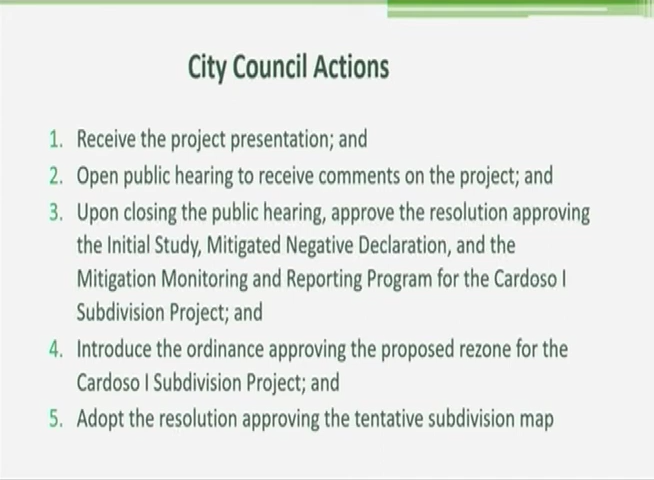 City Council Actions
1. Receive the project presentation; and
2. Open public hearing to receive comments on the project; and
3. Upon closing the public hearing, approve the resolution approving
the Initial Study, Mitigated Negative Declaration, and the
Mitigation Monitoring and Reporting Program for the Cardoso I
Subdivision Project; and
4. Introduce the ordinance approving the proposed rezone for the
Cardoso I Subdivision Project; and
5. Adopt the resolution approving the tentative subdivision map